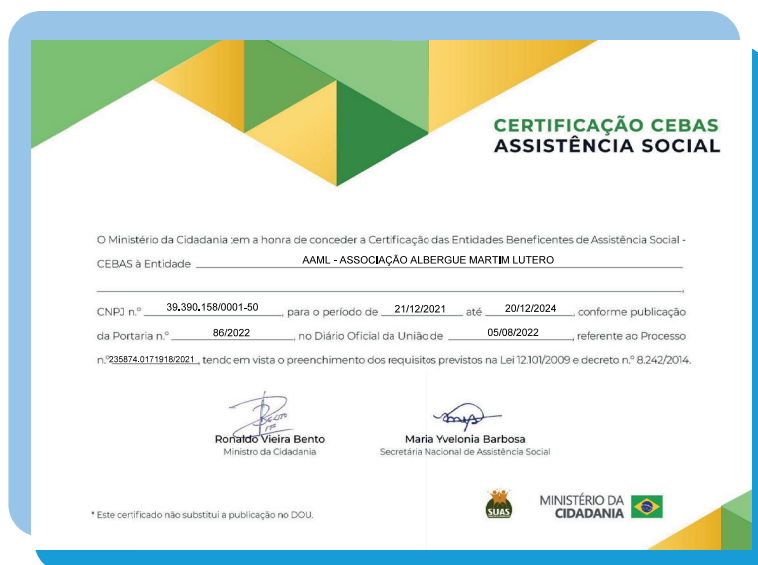 CERTIFICAÇÃO CEBAS
ASSISTÊNCIA SOCIAL
O Ministério da Cidadania tem a honra de conceder a Certificação das Entidades Beneficentes de Assistência Social -
CEBAS à Entidade AAML - ASSOCIAÇÃO ALBERGUE MARTIM LUTERO
CNPJ n.º 39.390.158/0001-50, para o período de 21/12/2021 até 20/12/2024, conforme publicação
da Portaria n.º 86/2022, no Diário Oficial da União de 05/08/2022, referente ao Processo
n.º 235874.0171918/2021, tendo em vista o preenchimento dos requisitos previstos na Lei 12.101/2009 e decreto n.º 8.242/2014.
Ronaldo Vieira Bento
Ministro da Cidadania
Maria Yvelonia Barbosa
Secretária Nacional de Assistência Social
* Este certificado não substitui a publicação no DOU.
SUAS
MINISTÉRIO DA
CIDADANIA